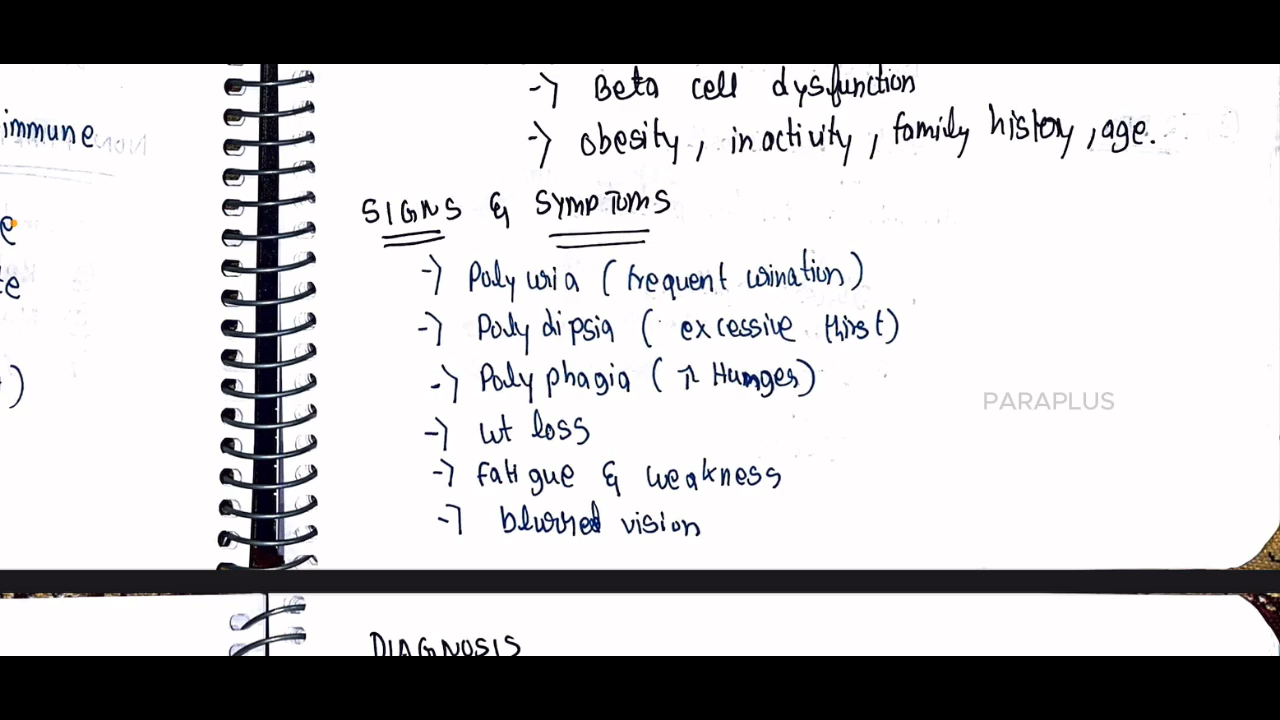 immune
e
te
)
-> Beta cell dysfunction
-> obesity, inactivity, family history, age.
SIGNS & SYMPTOMS
-> Polyuria (frequent urination)
-> Polydipsia ( excessive thirst)
-> Polyphagia ( ↑ Hunger)
-> wt loss
-> Fatigue & weakness
-> blurred vision
PARAPLUS
DIAGNOSIS